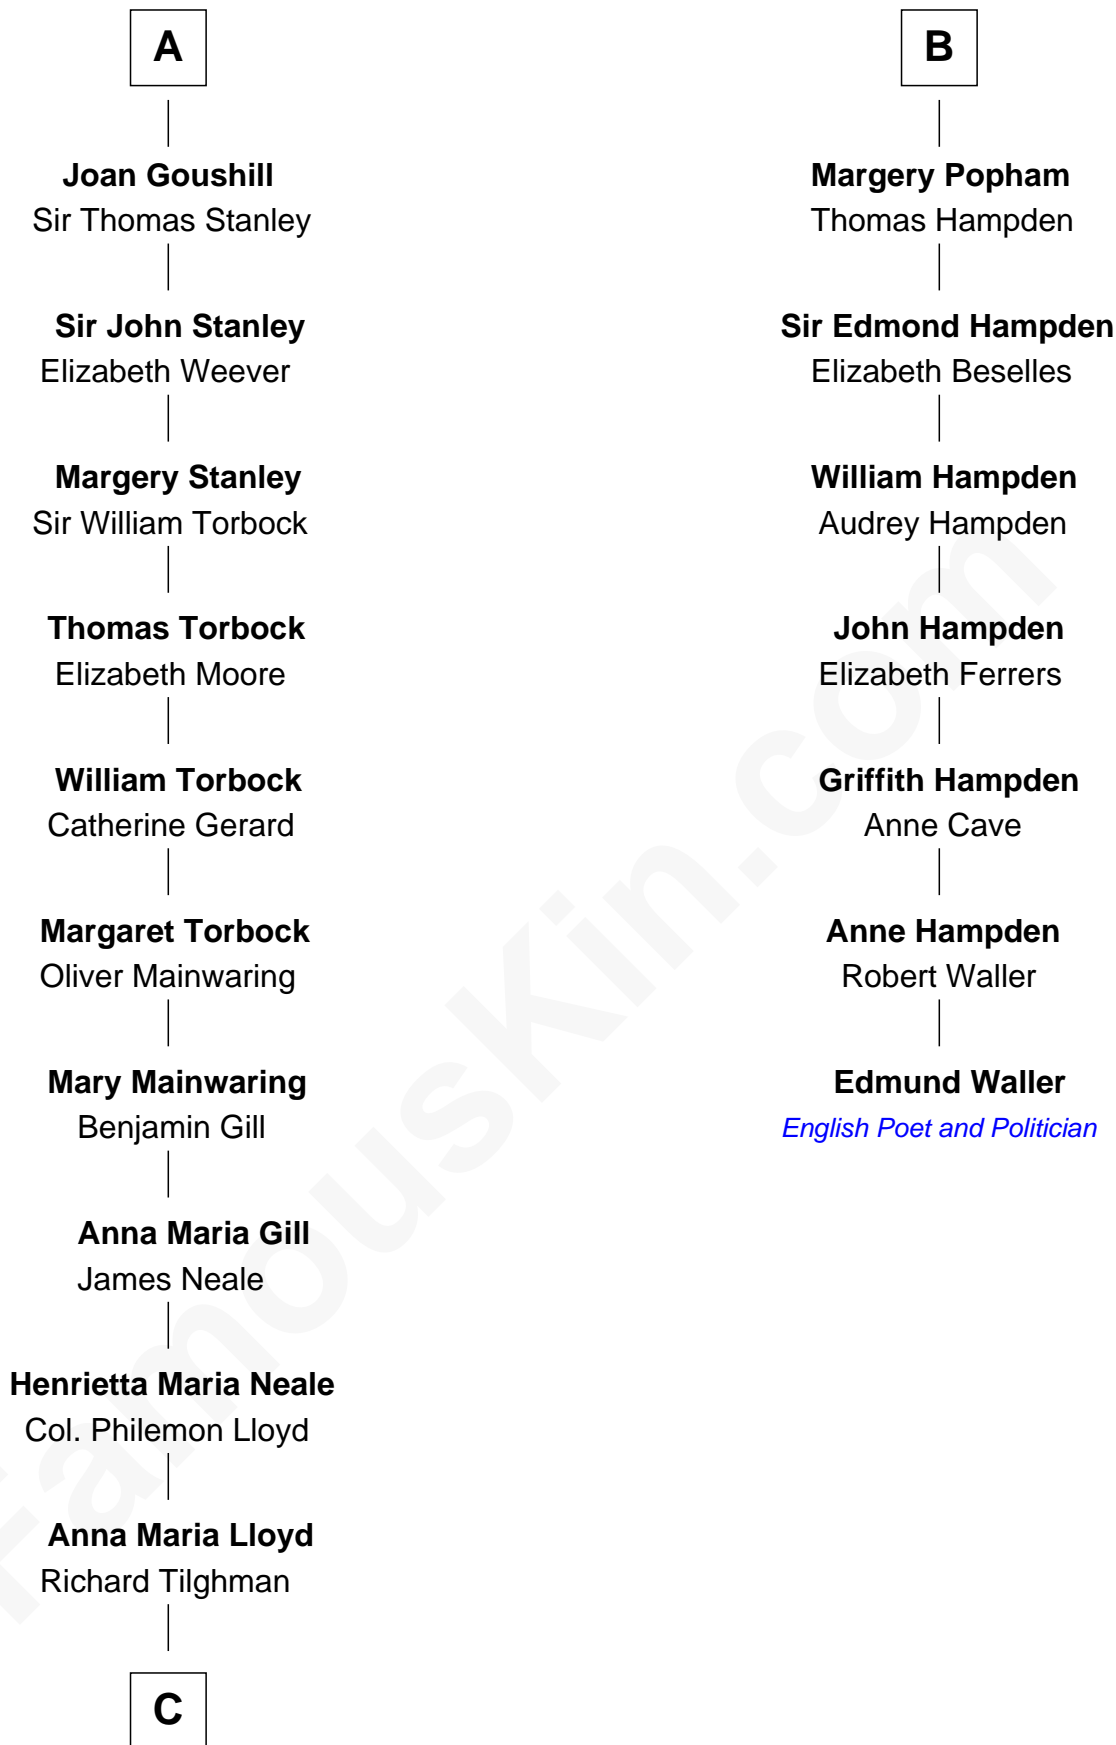 A
Joan Goushill
Sir Thomas Stanley
Sir John Stanley
Elizabeth Weever
Margery Stanley
Sir William Torbock
Thomas Torbock
Elizabeth Moore
William Torbock
Catherine Gerard
Margaret Torbock
Oliver Mainwaring
Mary Mainwaring
Benjamin Gill
Anna Maria Gill
James Neale
Henrietta Maria Neale
Col. Philemon Lloyd
Anna Maria Lloyd
Richard Tilghman
C
B
Margery Popham
Thomas Hampden
Sir Edmond Hampden
Elizabeth Beselles
William Hampden
Audrey Hampden
John Hampden
Elizabeth Ferrers
Griffith Hampden
Anne Cave
Anne Hampden
Robert Waller
Edmund Waller
English Poet and Politician
FamousKin.com